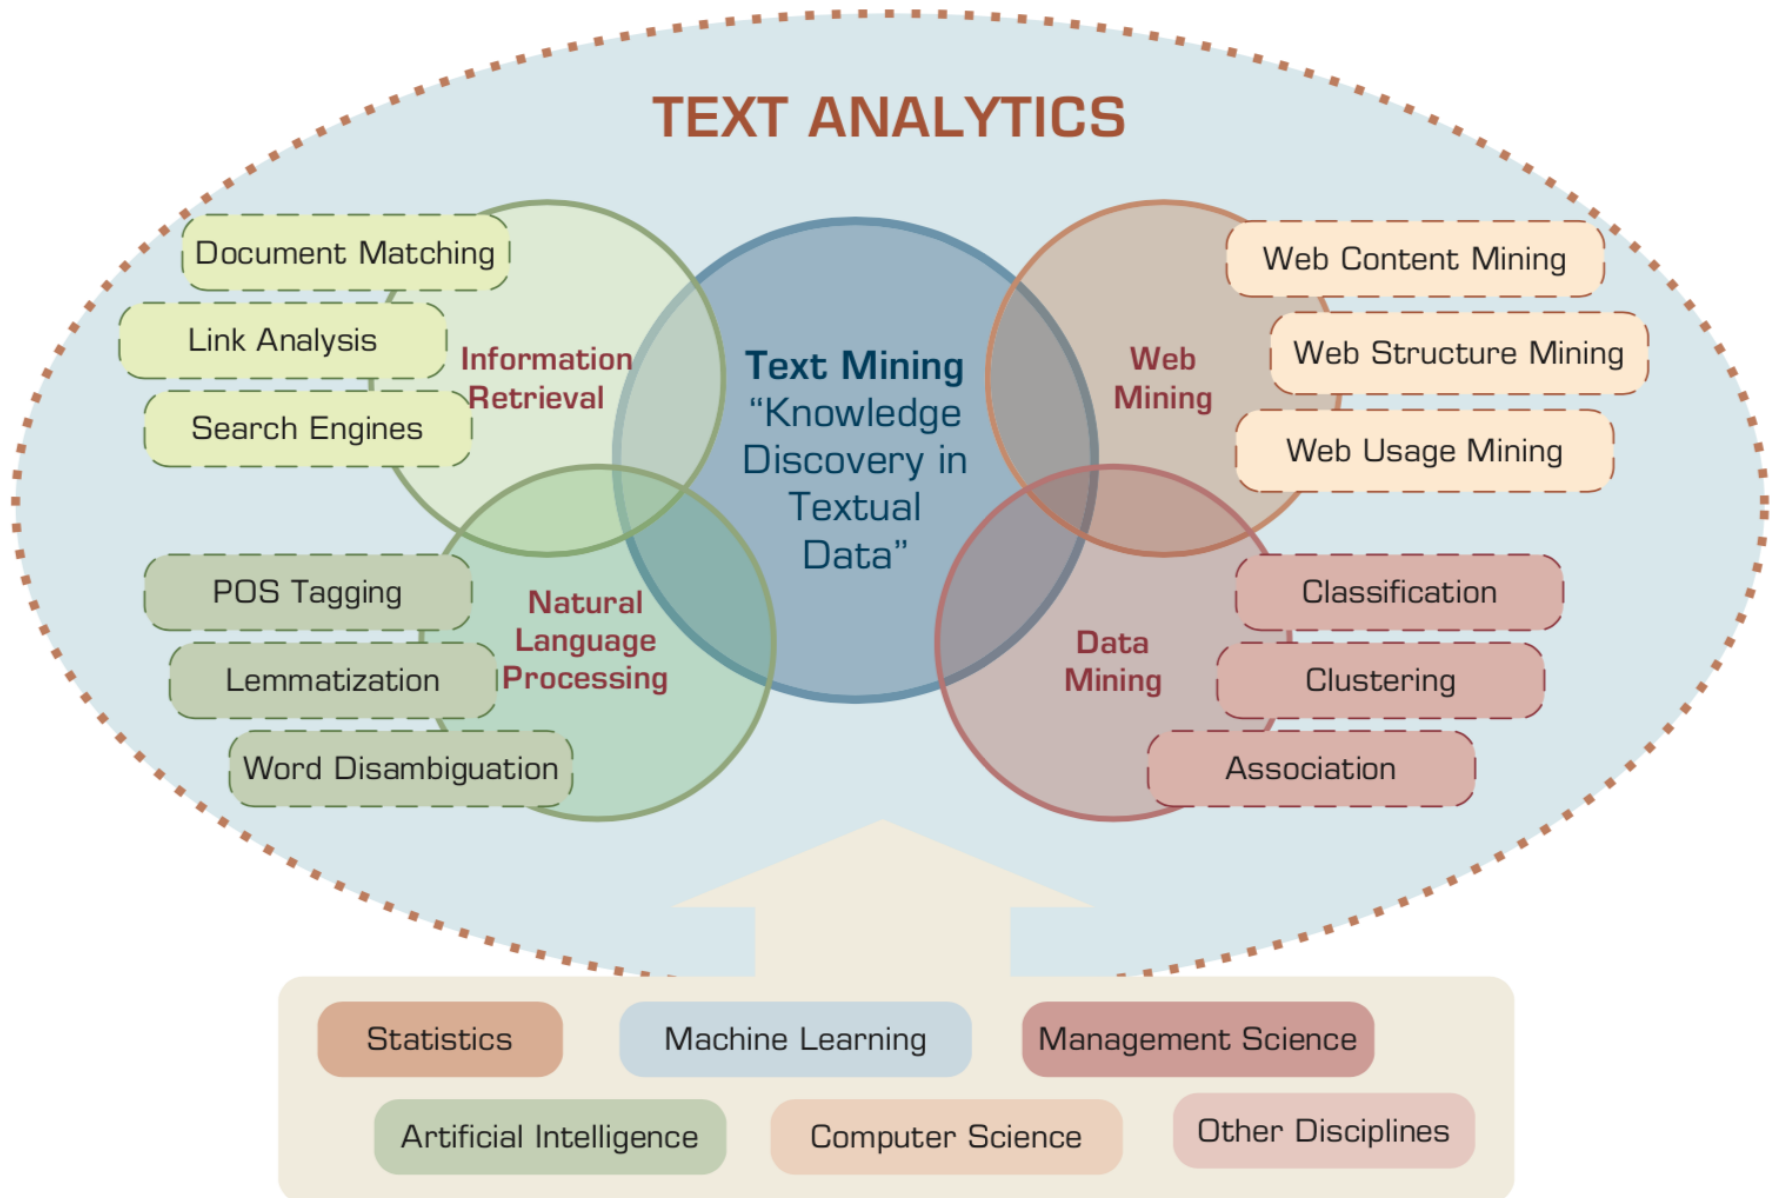 TEXT ANALYTICS
Document Matching
Link Analysis
Search Engines
Information
Retrieval
Text Mining
“Knowledge
Discovery in
Textual
Data”
Web
Mining
Web Content Mining
Web Structure Mining
Web Usage Mining
POS Tagging
Lemmatization
Word Disambiguation
Natural
Language
Processing
Data
Mining
Classification
Clustering
Association
Statistics
Machine Learning
Management Science
Artificial Intelligence
Computer Science
Other Disciplines